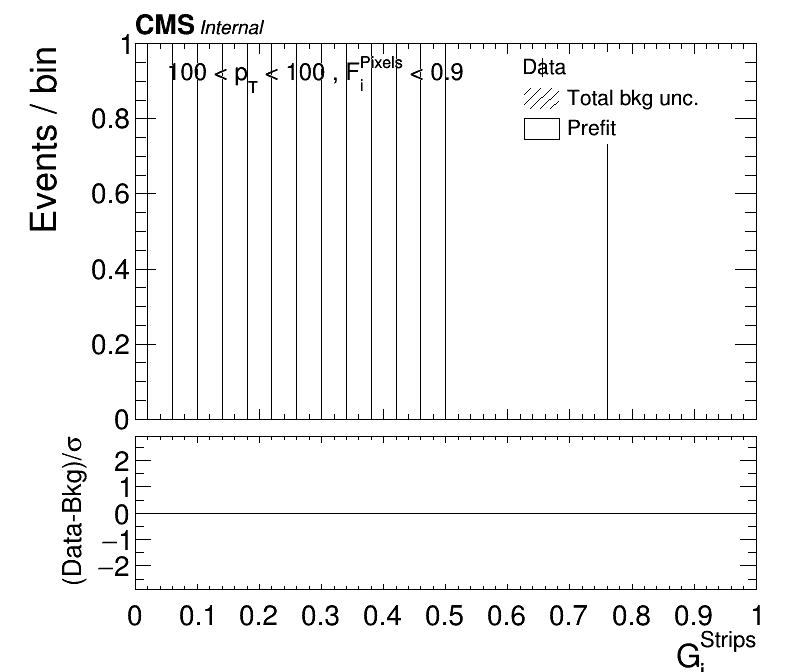 CMS Internal
Events / bin
100 < p_T < 100 , F_i^Pixels < 0.9
Data
Total bkg unc.
Prefit
1
0.8
0.6
0.4
0.2
0
(Data-Bkg)/σ
2
1
0
−1
−2
0 0.1 0.2 0.3 0.4 0.5 0.6 0.7 0.8 0.9 1
G_i^Strips